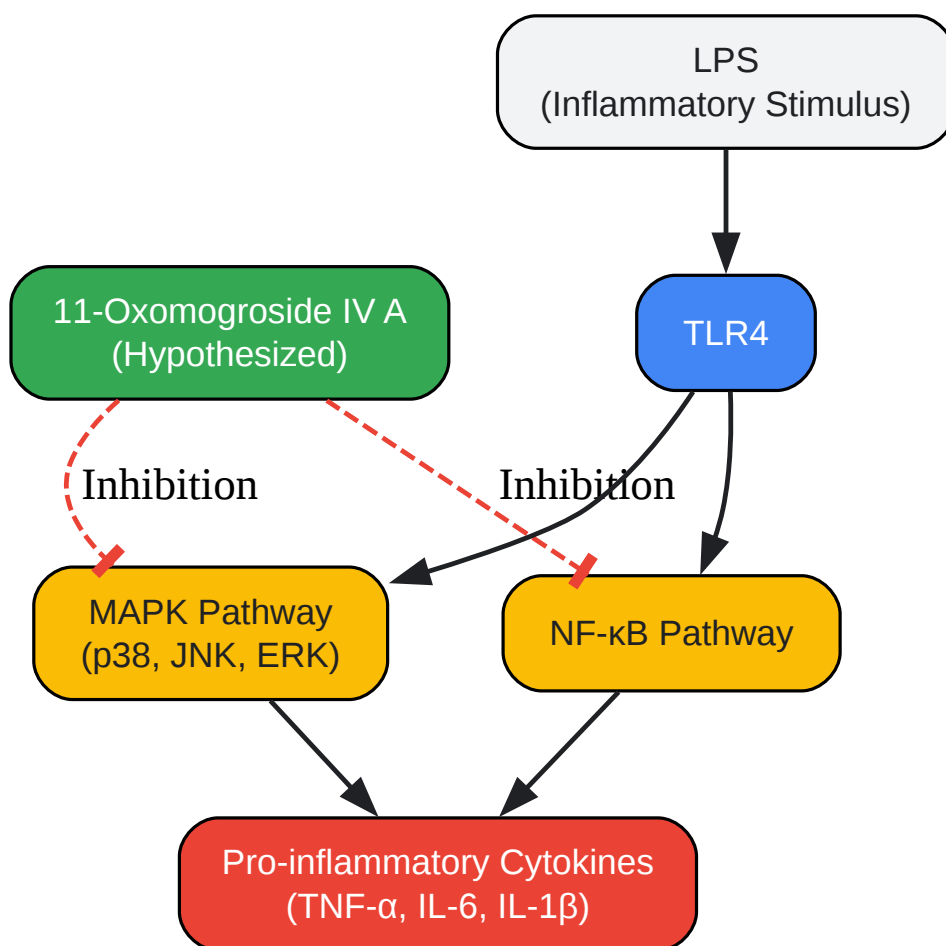 LPS
(Inflammatory Stimulus)
11-Oxomogroside IV A
(Hypothesized)
TLR4
Inhibition
Inhibition
MAPK Pathway
(p38, JNK, ERK)
NF-κB Pathway
Pro-inflammatory Cytokines
(TNF-α, IL-6, IL-1β)